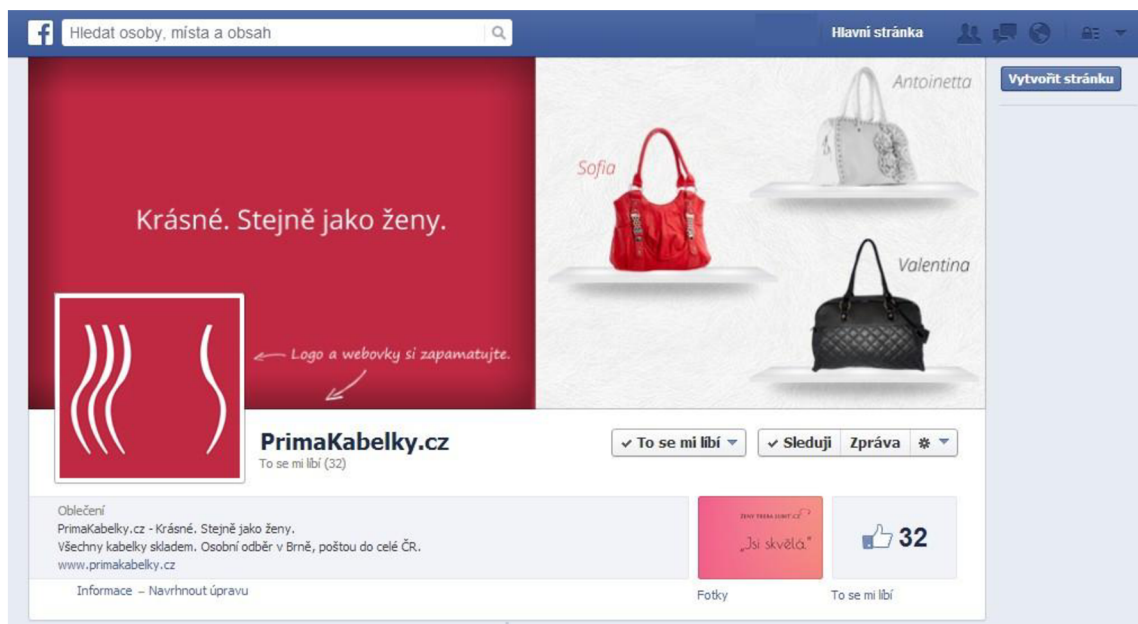 Hledat osoby, místa a obsah
Hlavní stránka
Vytvořit stránku
Krásné. Stejně jako ženy.
Sofia
Antoinetta
Valentina
Logo a webovky si zapamatujte.
PrimaKabelky.cz
To se mi líbí (32)
To se mi líbí
Sleduji
Zpráva
Oblečení
PrimaKabelky.cz - Krásné. Stejně jako ženy.
Všechny kabelky skladem. Osobní odběr v Brně, poštou do celé ČR.
www.primakabelky.cz
Informace – Navrhnout úpravu
„Jsi skvělá."
32
Fotky
To se mi líbí